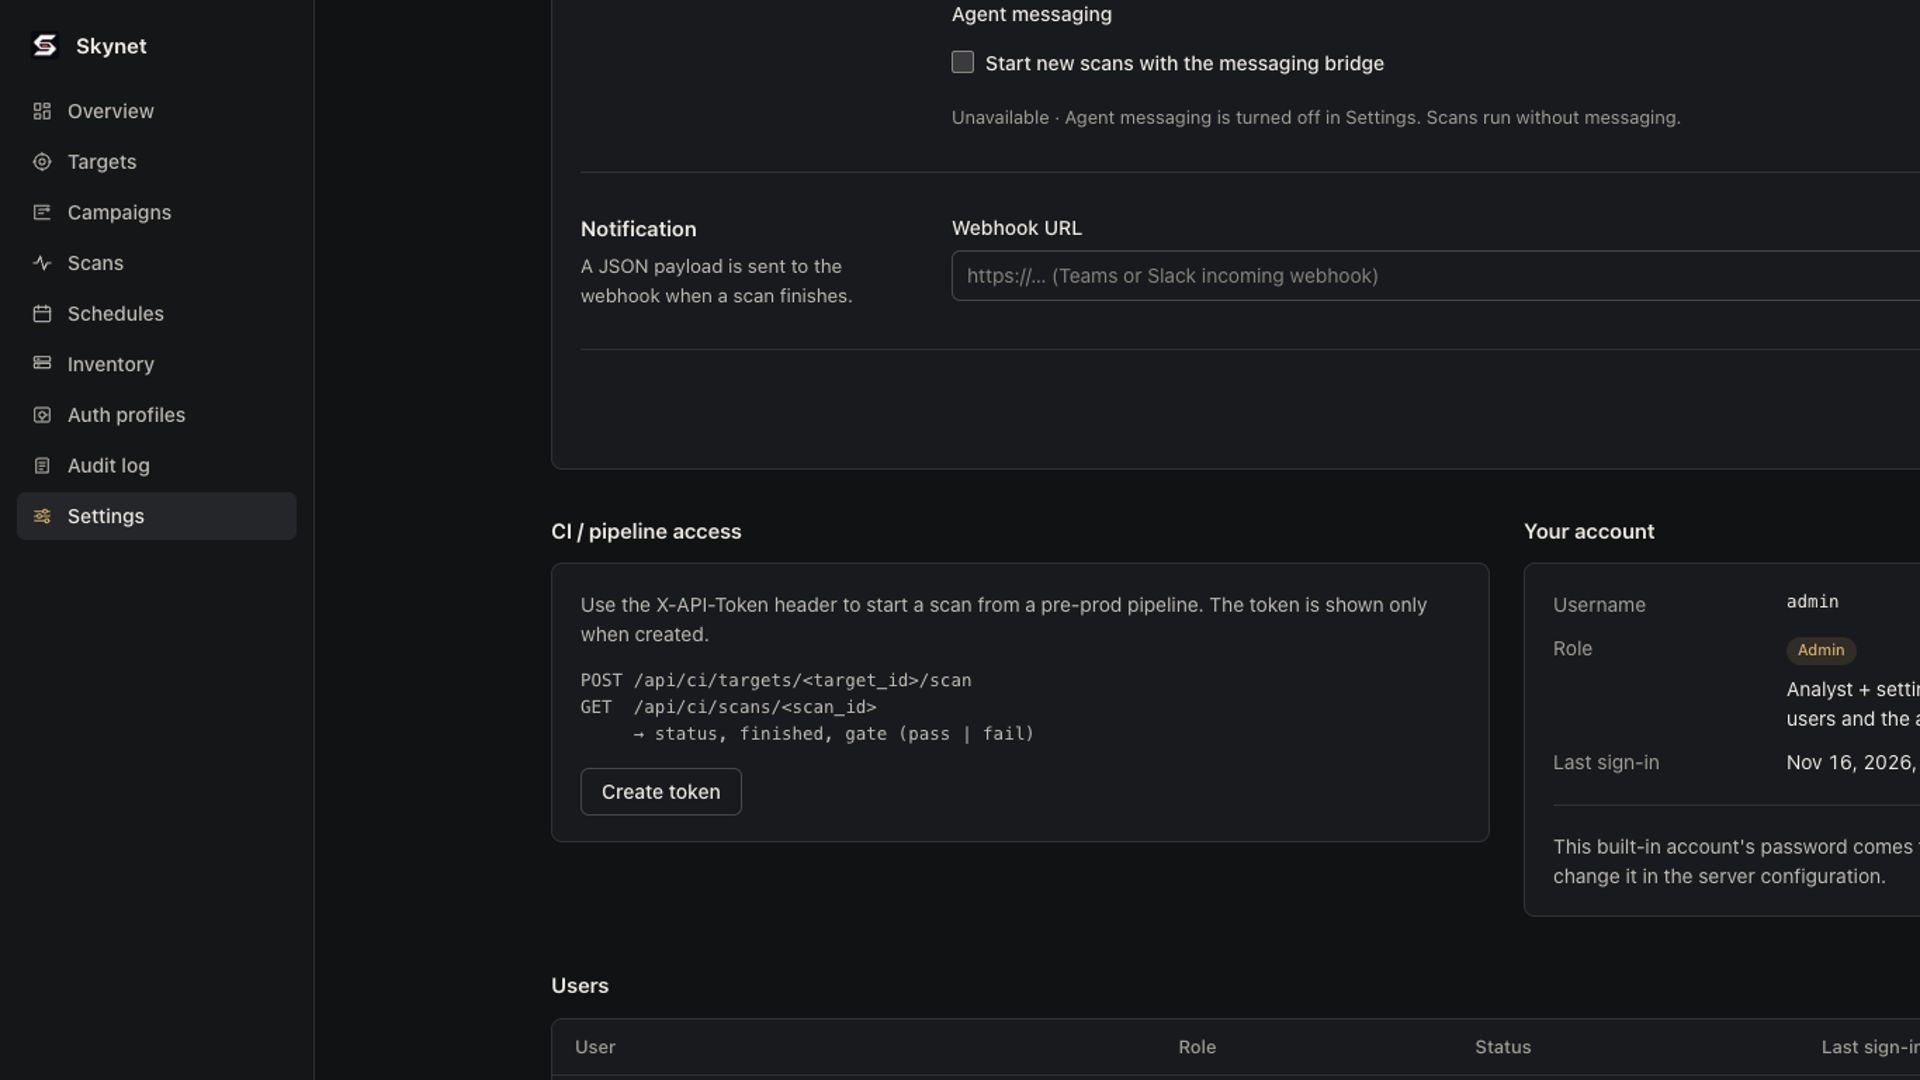 Skynet
Overview
Targets
Campaigns
Scans
Schedules
Inventory
Auth profiles
Audit log
Settings
Agent messaging
Start new scans with the messaging bridge
Unavailable · Agent messaging is turned off in Settings. Scans run without messaging.
Notification
A JSON payload is sent to the
webhook when a scan finishes.
Webhook URL
https://... (Teams or Slack incoming webhook)
CI / pipeline access
Use the X-API-Token header to start a scan from a pre-prod pipeline. The token is shown only
when created.
POST /api/ci/targets/<target_id>/scan
GET  /api/ci/scans/<scan_id>
→ status, finished, gate (pass | fail)
Create token
Your account
Username admin
Role Admin
Analyst +
users and the
Last sign-in Nov 16, 2026,
This built-in account's password comes
change it in the server configuration.
Users
User Role Status Last